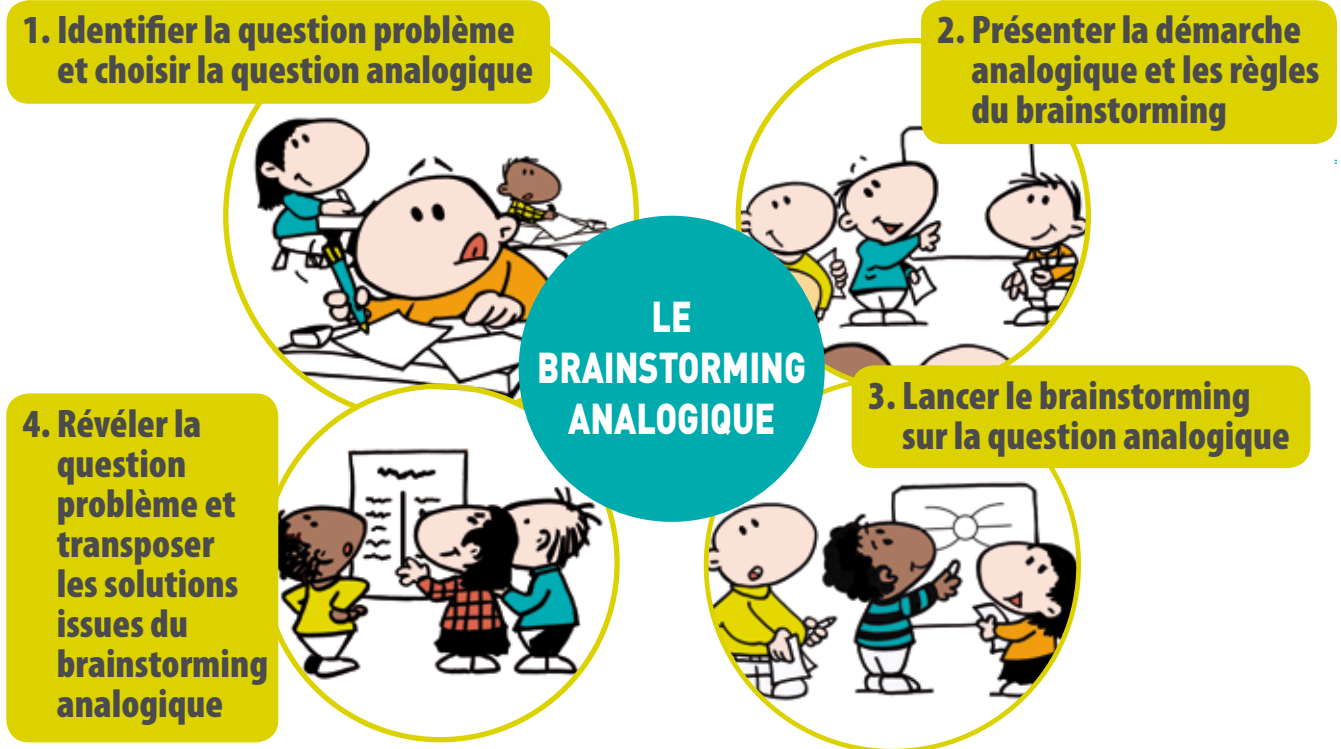 1. Identifier la question problème
et choisir la question analogique
2. Présenter la démarche
analogique et les règles
du brainstorming
LE
BRAINSTORMING
ANALOGIQUE
3. Lancer le brainstorming
sur la question analogique
4. Révéler la
question
problème et
transposer
les solutions
issues du
brainstorming
analogique